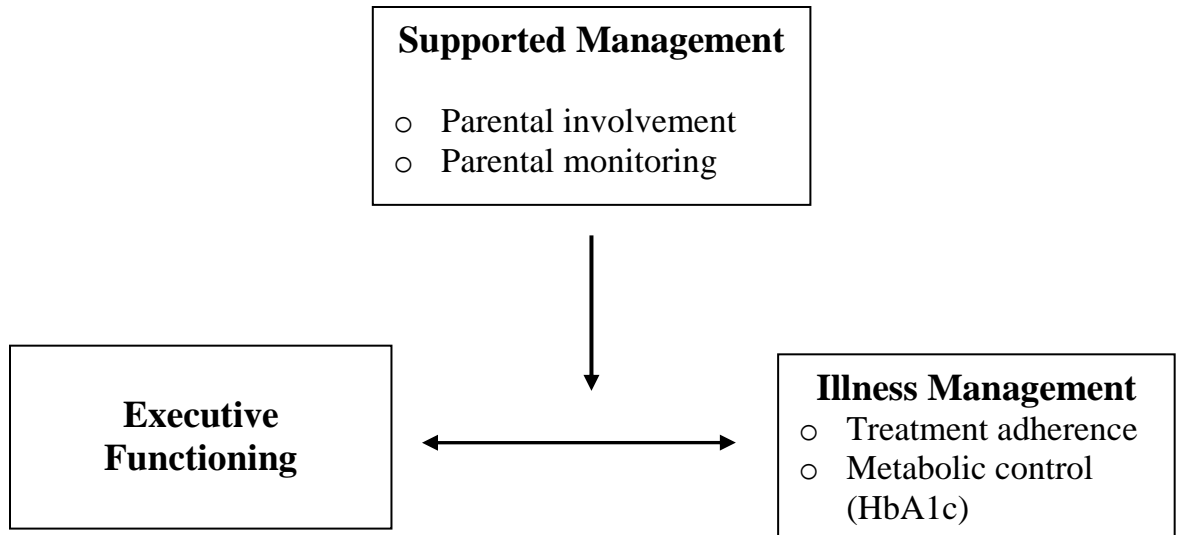 Supported Management
o Parental involvement
o Parental monitoring
Executive
Functioning
Illness Management
o Treatment adherence
o Metabolic control
(HbA1c)